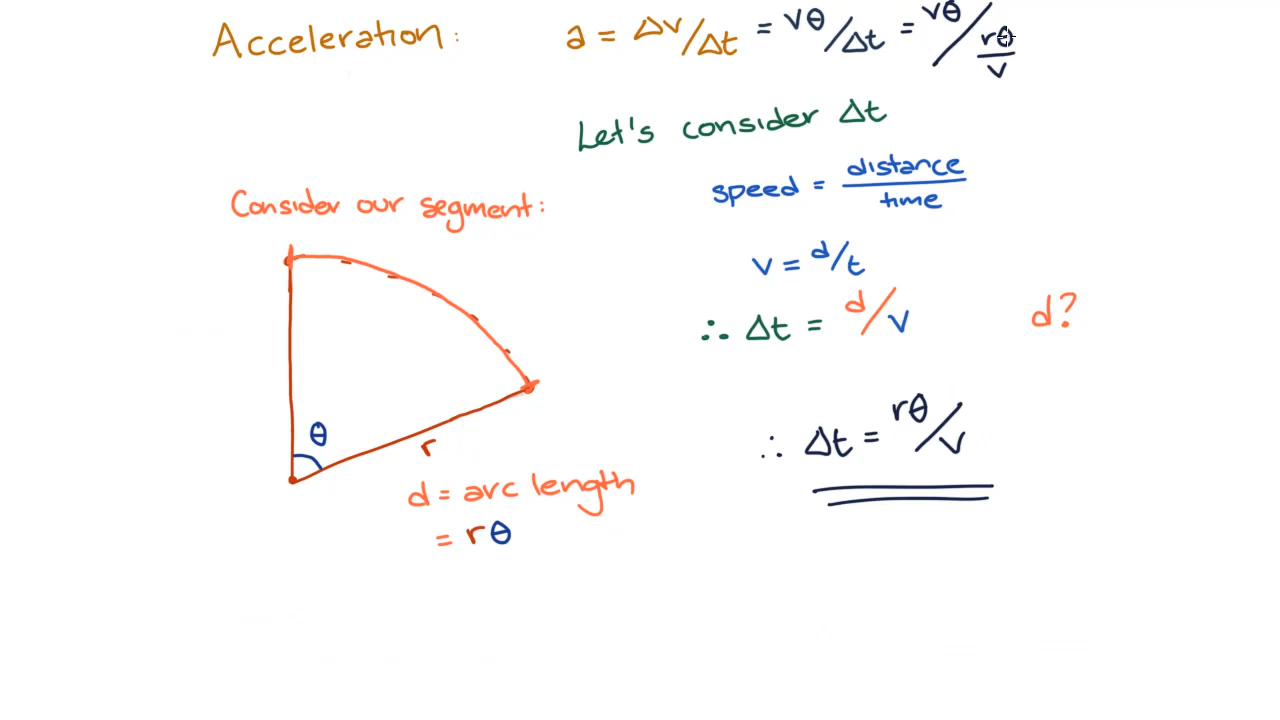 Acceleration: a = Δv/Δt = vθ/Δt = vθ/rθ/v
Let's consider Δt
speed = distance/time
Consider our segment:
v = d/t
∴ Δt = d/v d?
θ
r
∴ Δt = rθ/v
d = arc length
= rθ